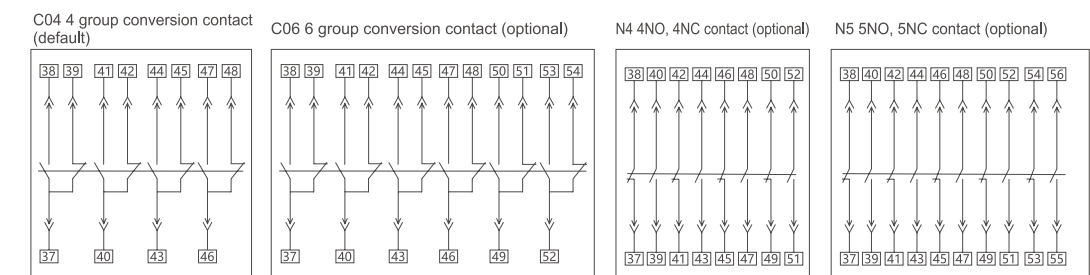 C04 4 group conversion contact
(default)
C06 6 group conversion contact (optional)
N4 4NO, 4NC contact (optional)
N5 5NO, 5NC contact (optional)
38 39 41 42 44 45 47 48
38 39 41 42 44 45 47 48 50 51 53 54
38 40 42 44 46 48 50 52
38 40 42 44 46 48 50 52 54 56
37 40 43 46
37 40 43 46 49 52
37 39 41 43 45 47 49 51
37 39 41 43 45 47 49 51 53 55